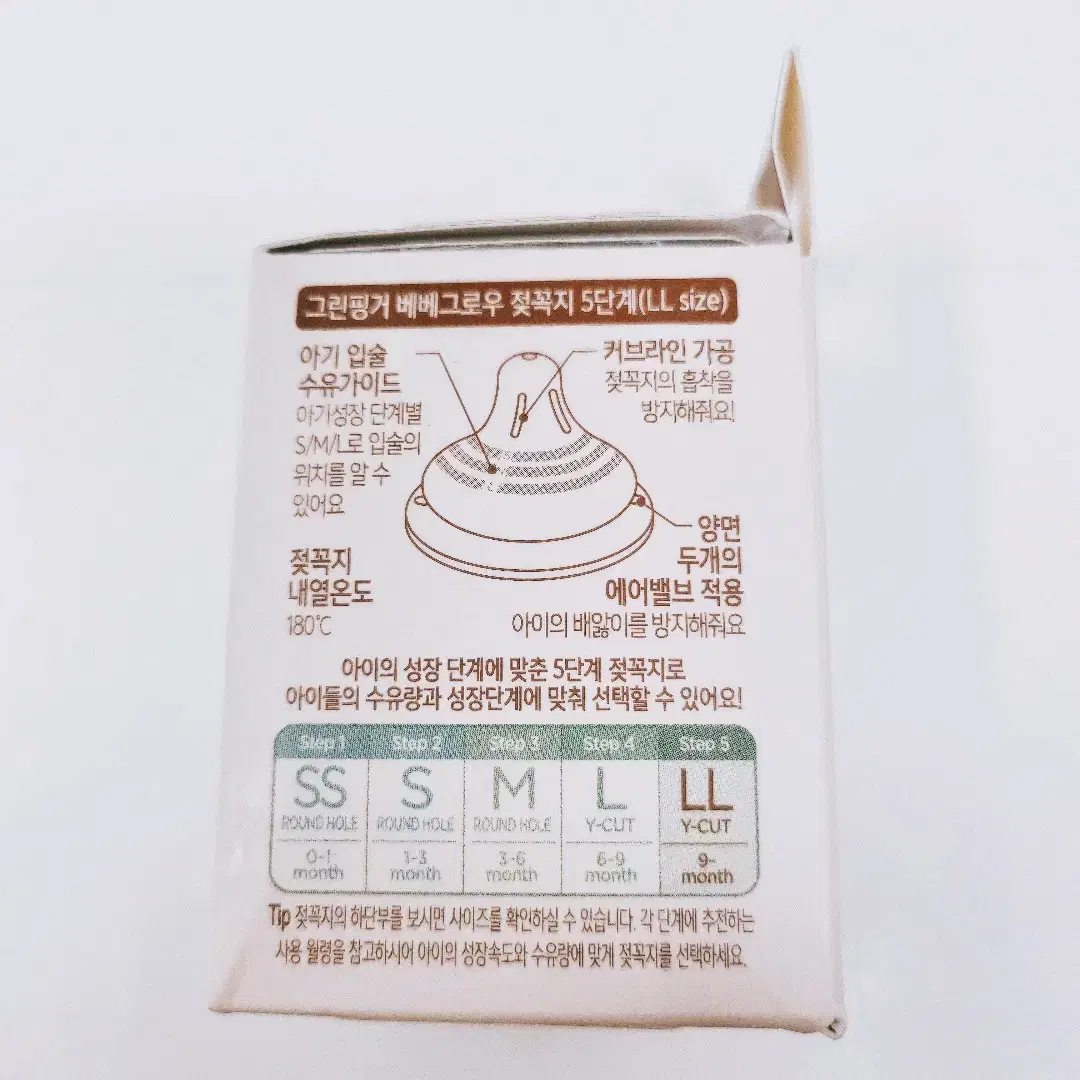 그린핑거 베베그로우 젖꼭지 5단계(LL size)
아기 입술
수유가이드
아기성장 단계별
S/M/L로 입술의
위치를 알 수
있어요
커브라인 가공
젖꼭지의 흡착을
방지해줘요!
젖꼭지
내열온도
180℃
양면
두개의
에어밸브 적용
아이의 배앓이를 방지해줘요
아이의 성장 단계에 맞춘 5단계 젖꼭지로
아이들의 수유량과 성장단계에 맞춰 선택할 수 있어요!
Step 1 Step 2 Step 3 Step 4 Step 5
SS S M L LL
ROUND HOLE ROUND HOLE ROUND HOLE Y-CUT Y-CUT
0-1 1-3 3-6 6-9 9-
month month month month month
Tip 젖꼭지의 하단부를 보시면 사이즈를 확인하실 수 있습니다. 각 단계에 추천하는
사용 월령을 참고하시어 아이의 성장속도와 수유량에 맞게 젖꼭지를 선택하세요.